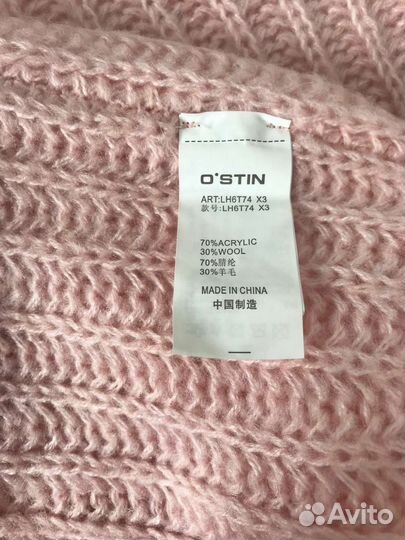 O'STIN
ART:LH6T74 X3
款号:LH6T74 X3
70%ACRYLIC
30%WOOL
70%腈纶
30%羊毛
MADE IN CHINA
中国制造
Avito